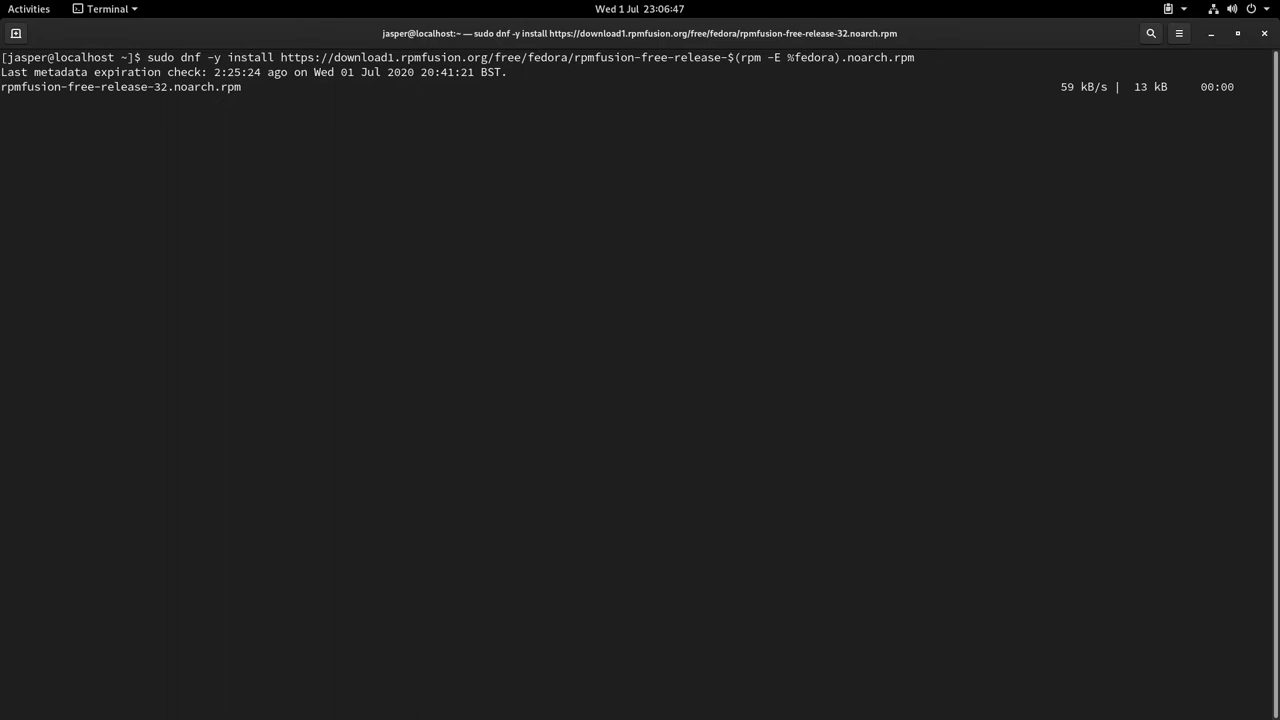 Activities
Terminal
Wed 1 Jul 23:06:47
jasper@localhost:~ — sudo dnf -y install https://download1.rpmfusion.org/free/fedora/rpmfusion-free-release-32.noarch.rpm
[jasper@localhost ~]$ sudo dnf -y install https://download1.rpmfusion.org/free/fedora/rpmfusion-free-release-$(rpm -E %fedora).noarch.rpm
Last metadata expiration check: 2:25:24 ago on Wed 01 Jul 2020 20:41:21 BST.
rpmfusion-free-release-32.noarch.rpm 59 kB/s | 13 kB 00:00